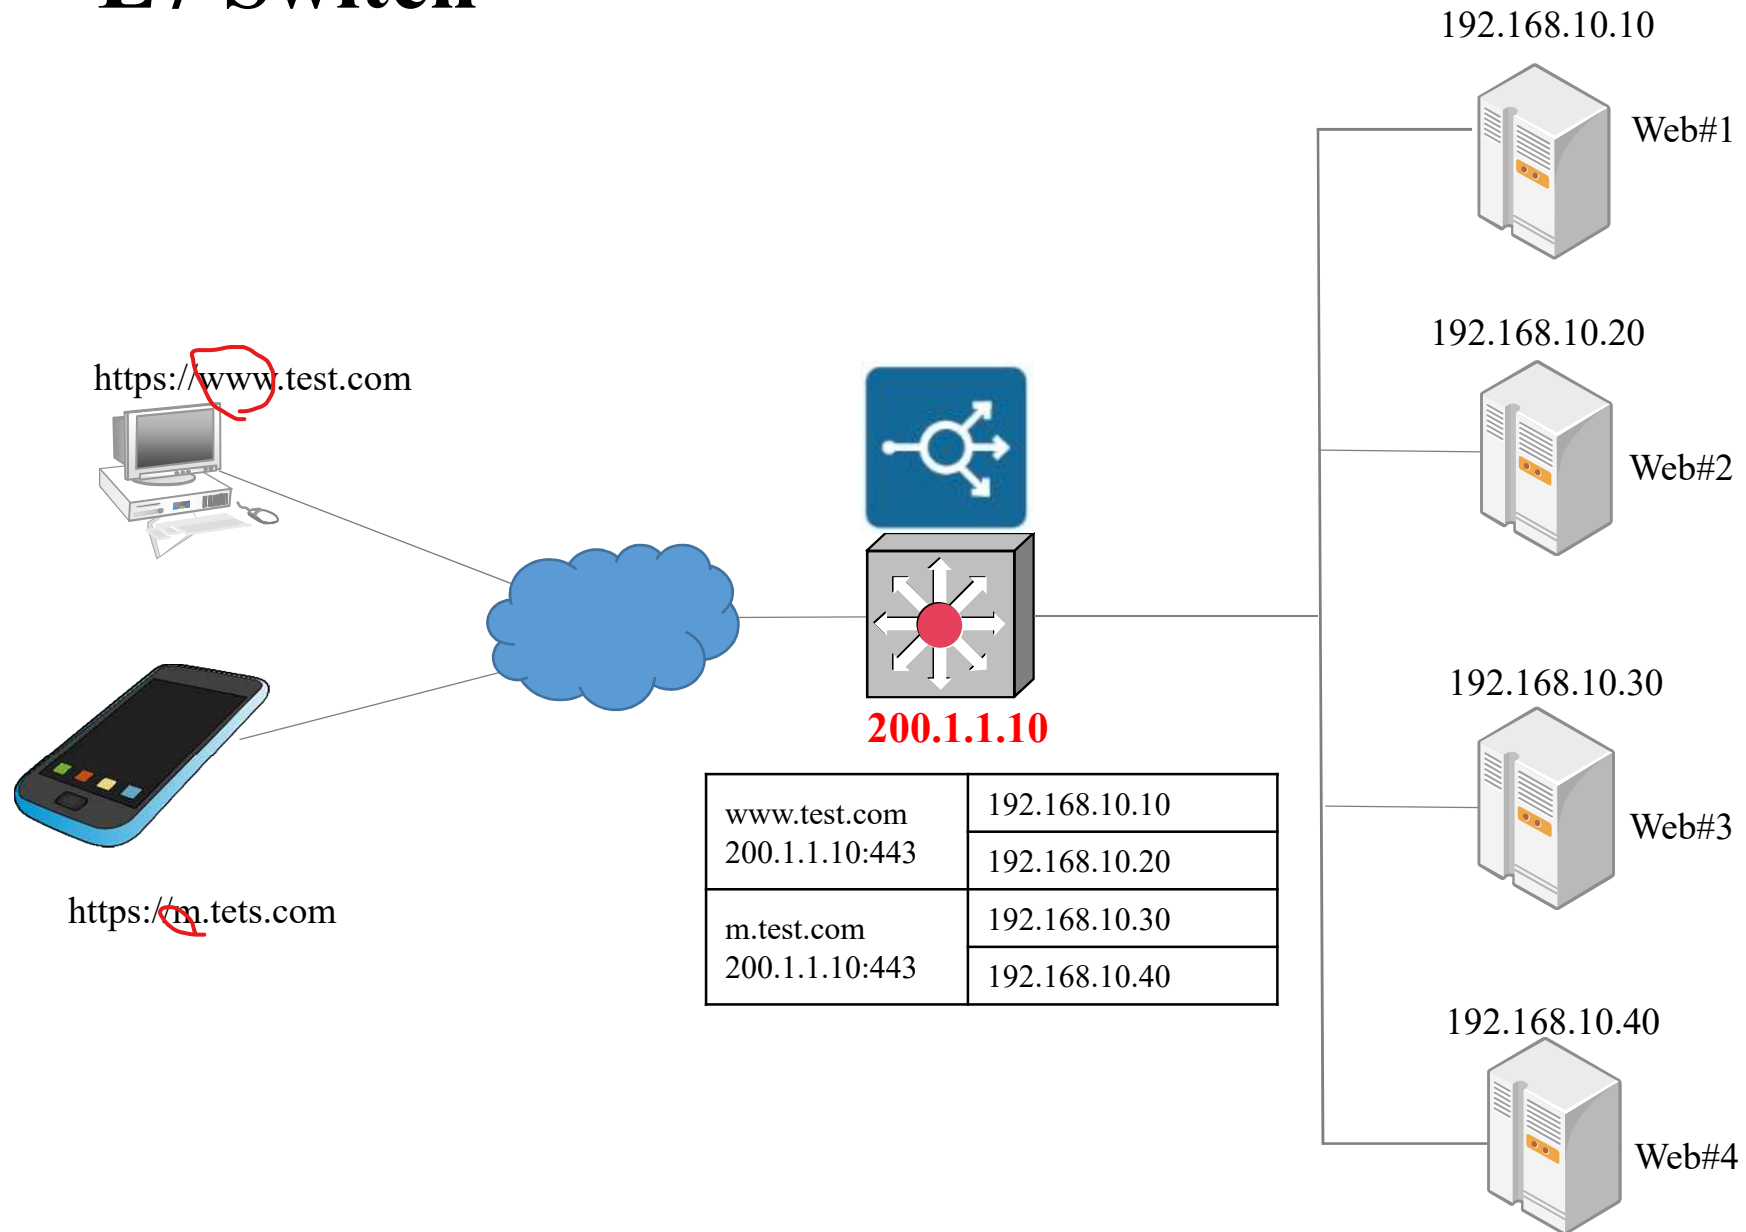 L7 Switch
192.168.10.10
Web#1
192.168.10.20
https://www.test.com
Web#2
192.168.10.30
200.1.1.10
www.test.com
200.1.1.10:443
192.168.10.10
192.168.10.20
Web#3
https://m.tets.com
m.test.com
200.1.1.10:443
192.168.10.30
192.168.10.40
192.168.10.40
Web#4